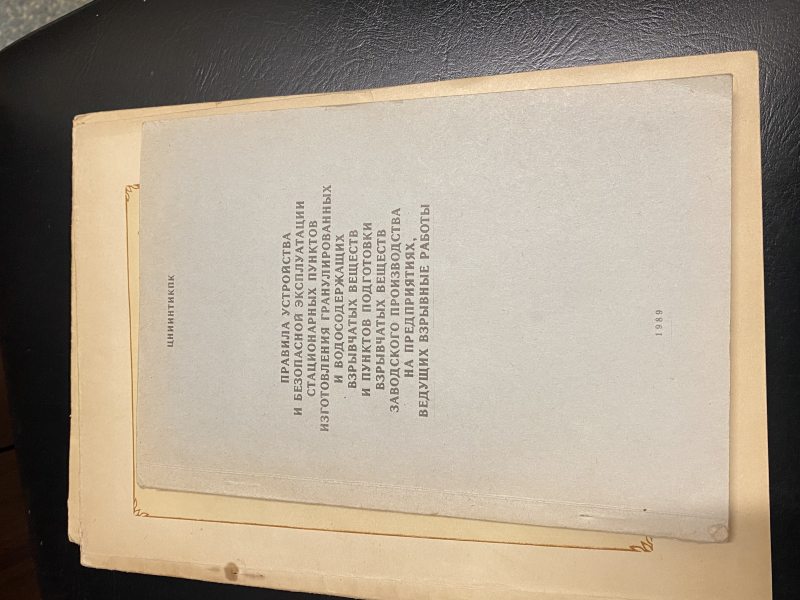 ЦНИИНТИКПК
ПРАВИЛА УСТРОЙСТВА
И БЕЗОПАСНОЙ ЭКСПЛУАТАЦИИ
СТАЦИОНАРНЫХ ПУНКТОВ
ИЗГОТОВЛЕНИЯ ГРАНУЛИРОВАННЫХ
И ВОДОСОДЕРЖАЩИХ
ВЗРЫВЧАТЫХ ВЕЩЕСТВ
И ПУНКТОВ ПОДГОТОВКИ
ВЗРЫВЧАТЫХ ВЕЩЕСТВ
ЗАВОДСКОГО ПРОИЗВОДСТВА
НА ПРЕДПРИЯТИЯХ,
ВЕДУЩИХ ВЗРЫВНЫЕ РАБОТЫ
1989